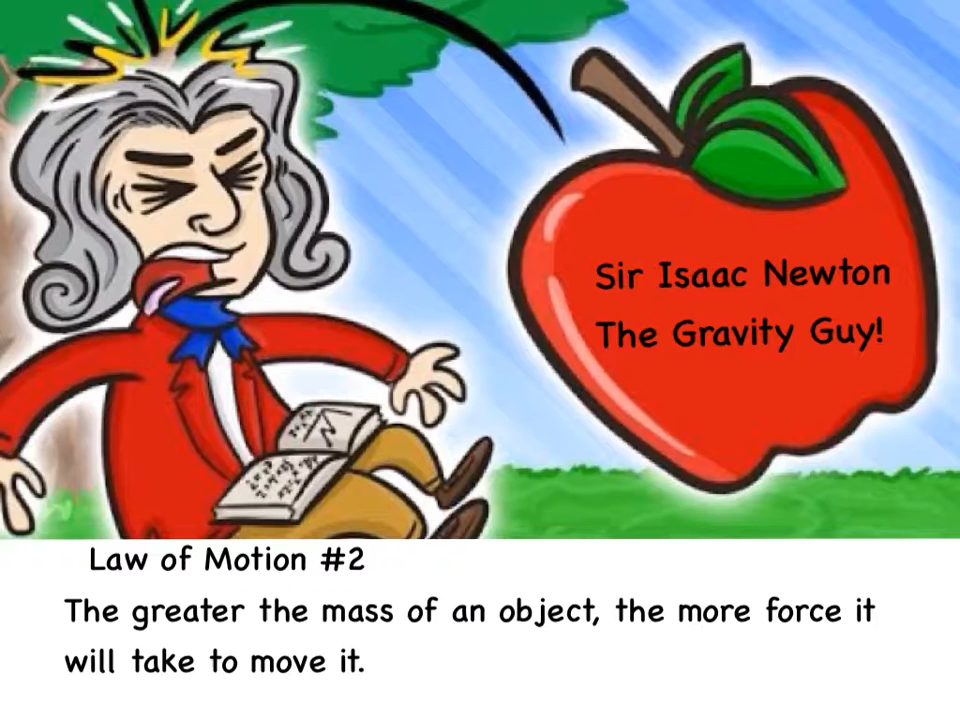 Sir Isaac Newton
The Gravity Guy!
Law of Motion #2
The greater the mass of an object, the more force it
will take to move it.